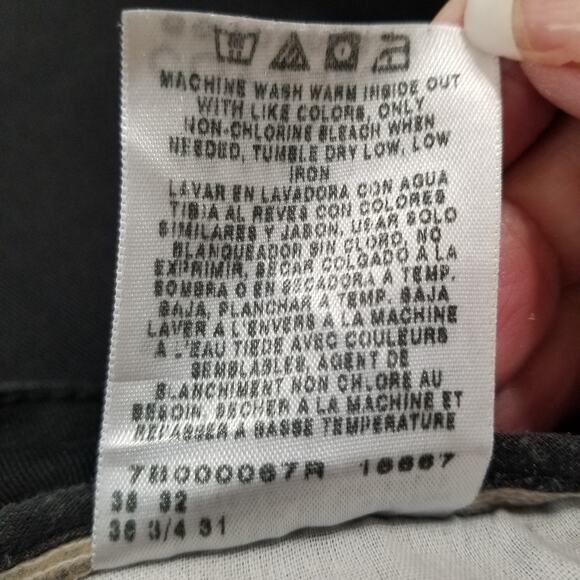 MACHINE WASH WARM INSIDE OUT
WITH LIKE COLORS, ONLY
NON-CHLORINE BLEACH WHEN
NEEDED, TUMBLE DRY LOW, LOW
IRON
LAVAR EN LAVADORA CON AGUA
TIBIA AL REVES CON COLORES
SIMILARES Y JABON, USAR SOLO
BLANQUEADOR SIN CLORO, NO
EXPRIMIR, SECAR COLGADO A LA
SOMBRA O EN SECADORA A TEMP.
BAJA, PLANCHAR A TEMP. BAJA
LAVER A L'ENVERS A LA MACHINE
A L'EAU TIEDE AVEC COULEURS
SEMBLABLES, AGENT DE
BLANCHIMENT NON CHLORE AU
BESOIN, SECHER A LA MACHINE ET
REPASSER A BASSE TEMPERATURE
7B000067R 16667
36 32
36 3/4 31